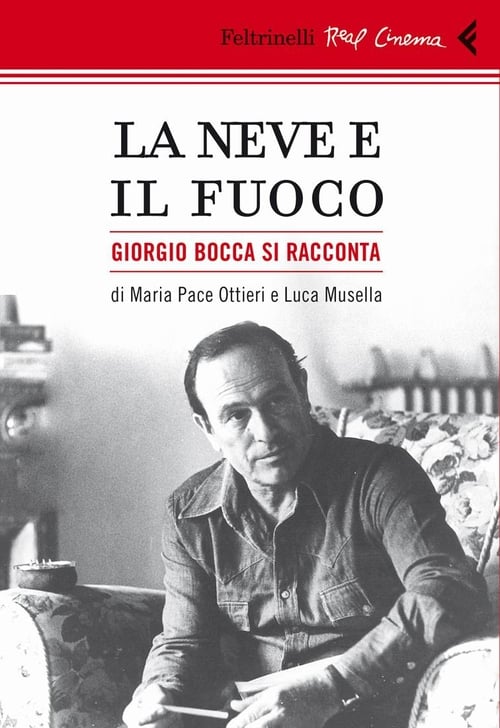 Feltrinelli Real Cinema
LA NEVE E
IL FUOCO
GIORGIO BOCCA SI RACCONTA
di Maria Pace Ottieri e Luca Musella